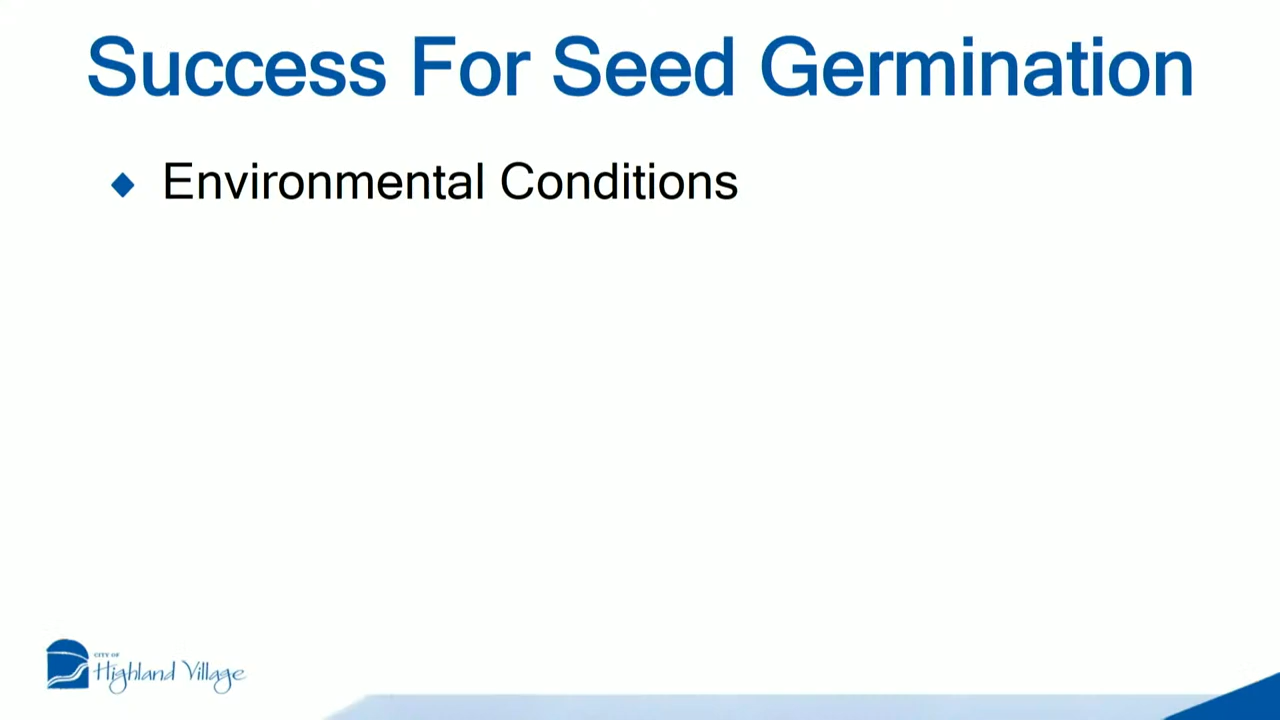 Success For Seed Germination
Environmental Conditions
CITY OF
Highland Village